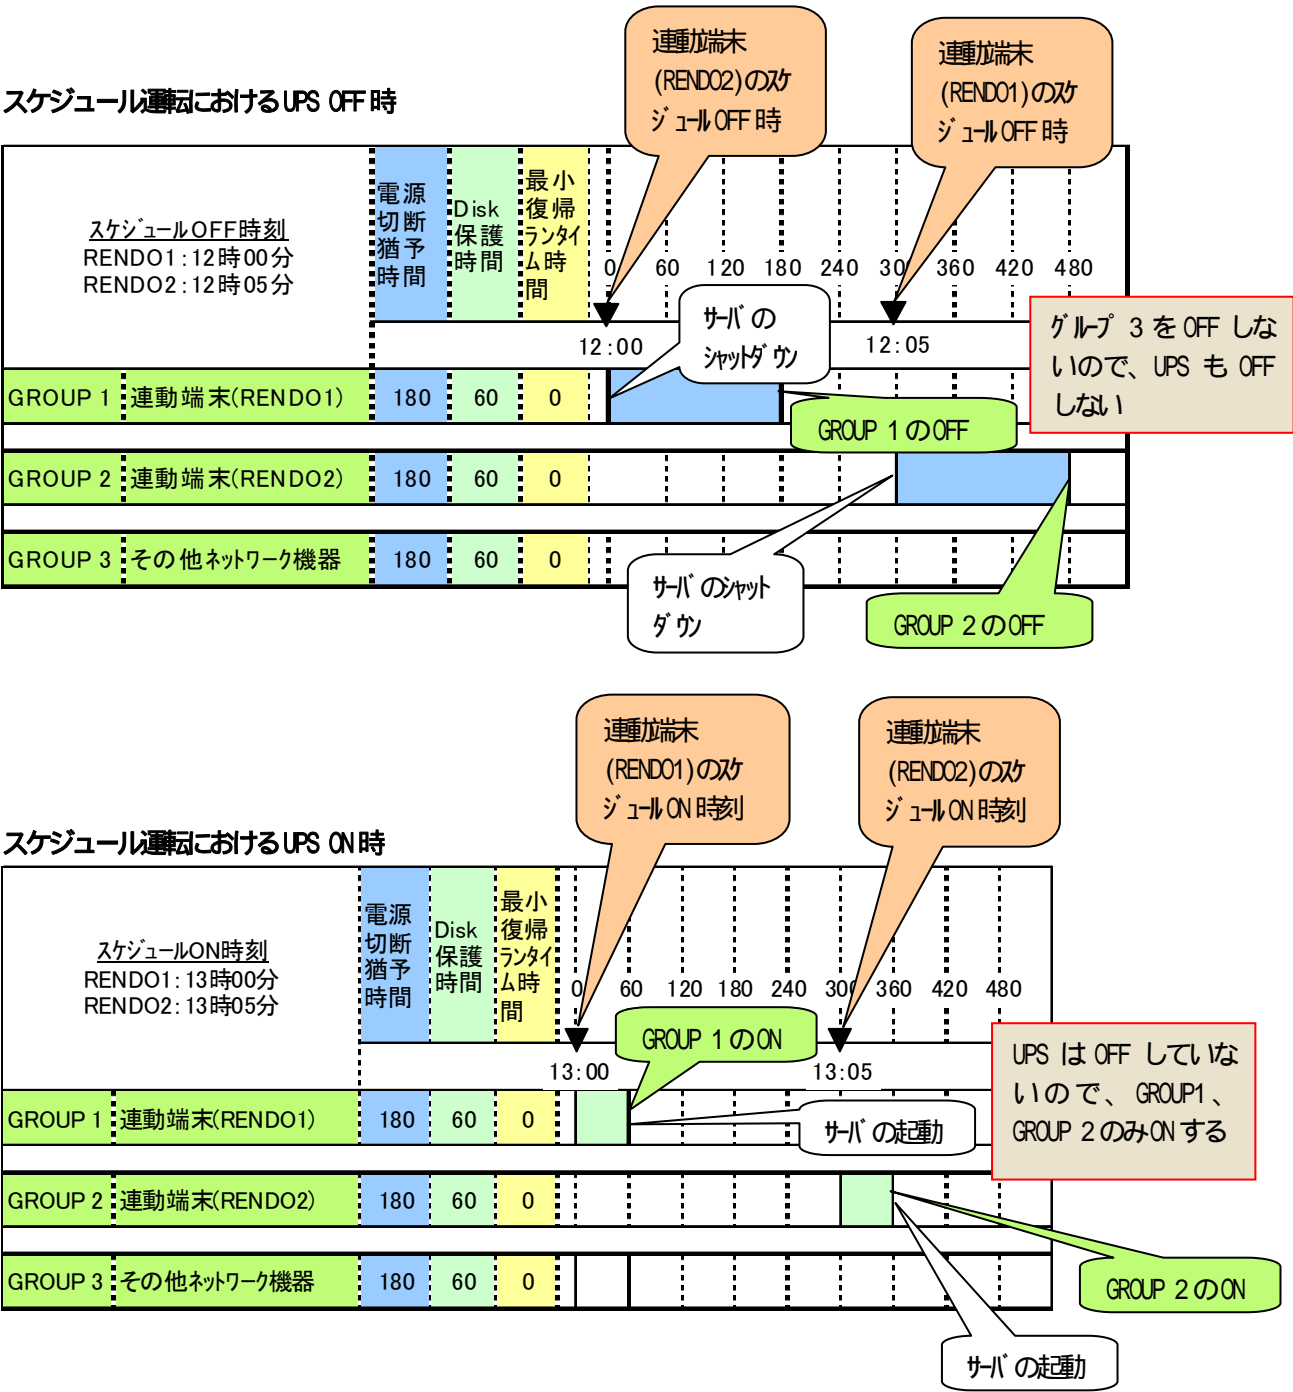 連動端末
(RENDO2)のスケ
ジュールOFF時
連動端末
(RENDO1)のスケ
ジュールOFF時
スケジュール運転におけるUPS OFF時
スケジュールOFF時刻
RENDO1:12時00分
RENDO2:12時05分
電源
切断
猶予
時間
Disk
保護
時間
最小
復帰
ランタイ
ム時
間
0 60 120 180 240 300 360 420 480
12:00
12:05
サーバの
シャットダウン
グループ 3 をOFF しな
いので、UPS も OFF
しない
GROUP 1 連動端末(RENDO1) 180 60 0
GROUP 1のOFF
GROUP 2 連動端末(RENDO2) 180 60 0
GROUP 3 その他ネットワーク機器 180 60 0
サーバのシャット
ダウン
GROUP 2のOFF
連動端末
(RENDO1)のスケ
ジュールON時刻
連動端末
(RENDO2)のスケ
ジュールON時刻
スケジュール運転におけるUPS ON時
スケジュールON時刻
RENDO1:13時00分
RENDO2:13時05分
電源
切断
猶予
時間
Disk
保護
時間
最小
復帰
ランタイ
ム時
間
0 60 120 180 240 300 360 420 480
GROUP 1のON
13:00
13:05
UPS は OFF していな
いので、GROUP1、
GROUP 2のみONする
GROUP 1 連動端末(RENDO1) 180 60 0
サーバの起動
GROUP 2 連動端末(RENDO2) 180 60 0
GROUP 3 その他ネットワーク機器 180 60 0
GROUP 2のON
サーバの起動